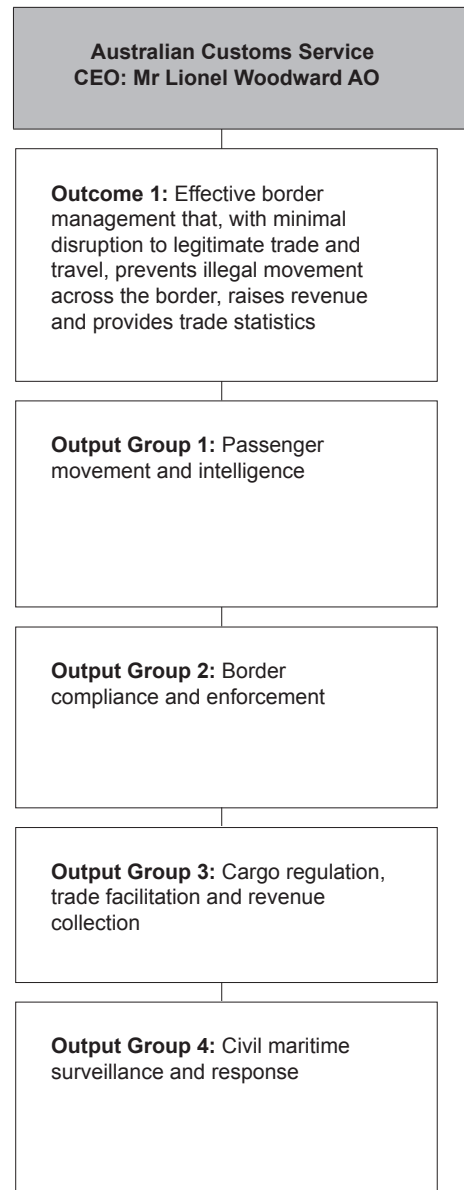 Australian Customs Service
CEO: Mr Lionel Woodward AO
Outcome 1: Effective border
management that, with minimal
disruption to legitimate trade and
travel, prevents illegal movement
across the border, raises revenue
and provides trade statistics
Output Group 1: Passenger
movement and intelligence
Output Group 2: Border
compliance and enforcement
Output Group 3: Cargo regulation,
trade facilitation and revenue
collection
Output Group 4: Civil maritime
surveillance and response